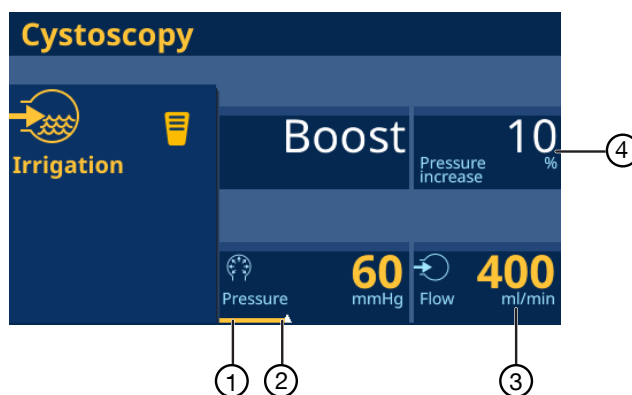 Cystoscopy
Irrigation
Boost
10
Pressure
increase
%
4
Pressure
60
mmHg
Flow
400
ml/min
1
2
3